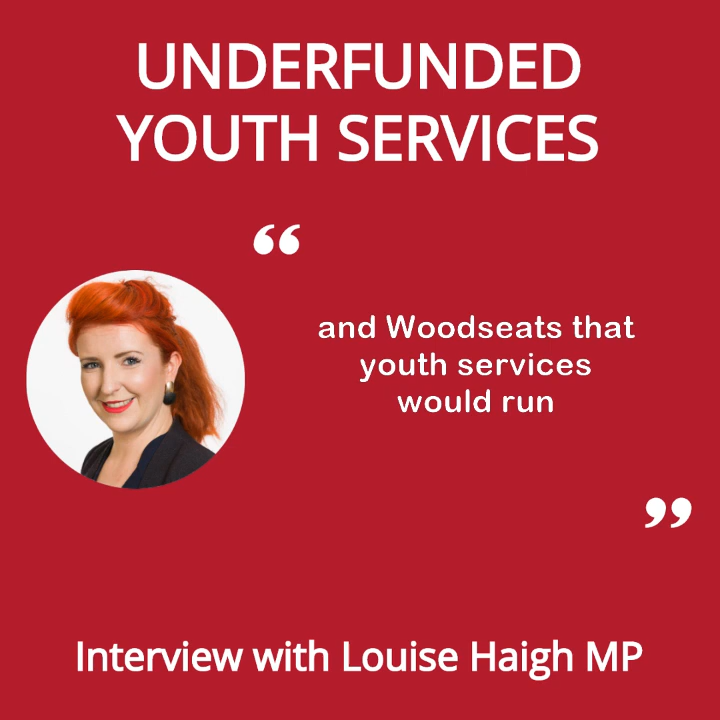 UNDERFUNDED
YOUTH SERVICES
“
and Woodseats that
youth services
would run
”
Interview with Louise Haigh MP